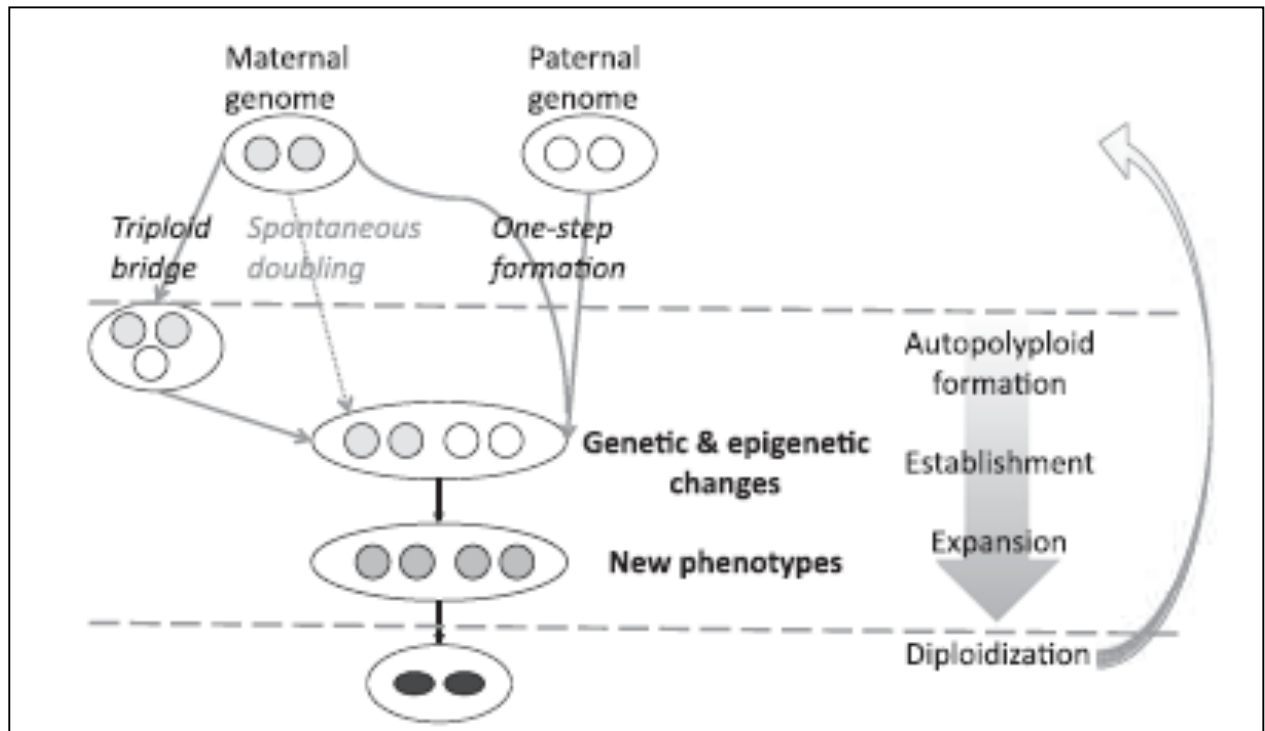 Maternal
genome
Paternal
genome
Triploid
bridge
Spontaneous
doubling
One-step
formation
Autopolyploid
formation
Genetic & epigenetic
changes
Establishment
Expansion
New phenotypes
Diploidization